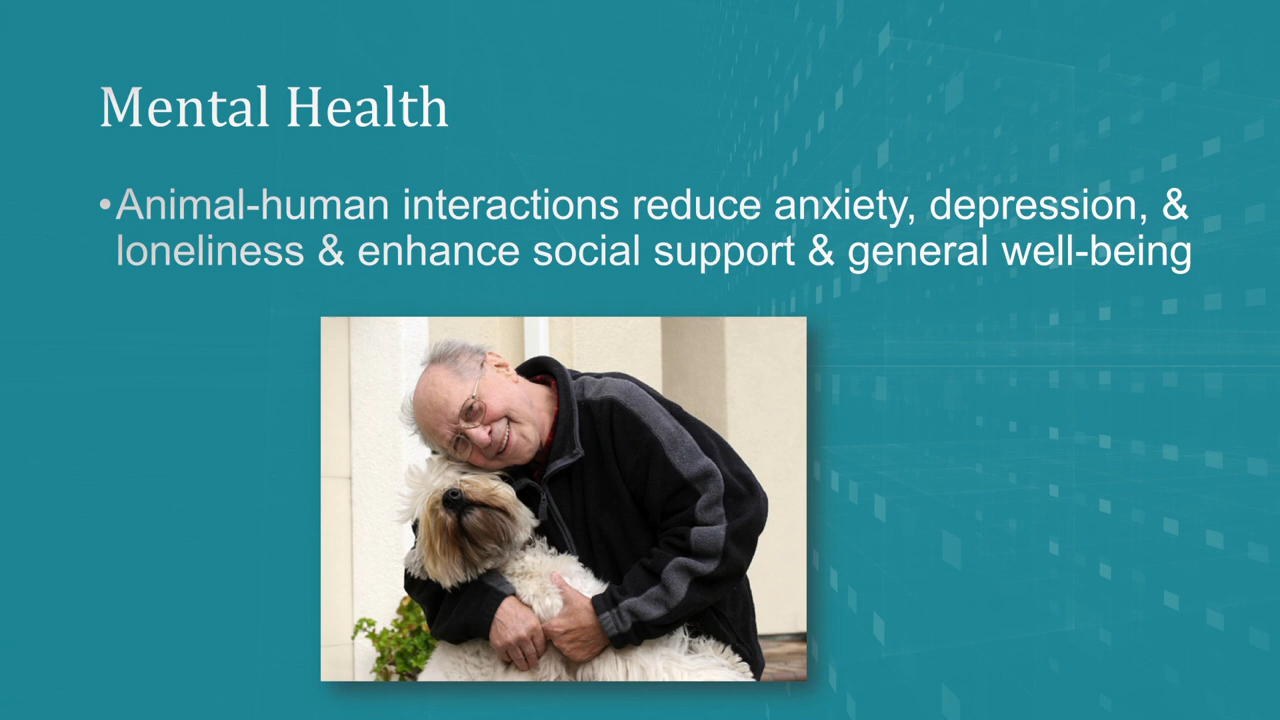 Mental Health
•Animal-human interactions reduce anxiety, depression, &
loneliness & enhance social support & general well-being